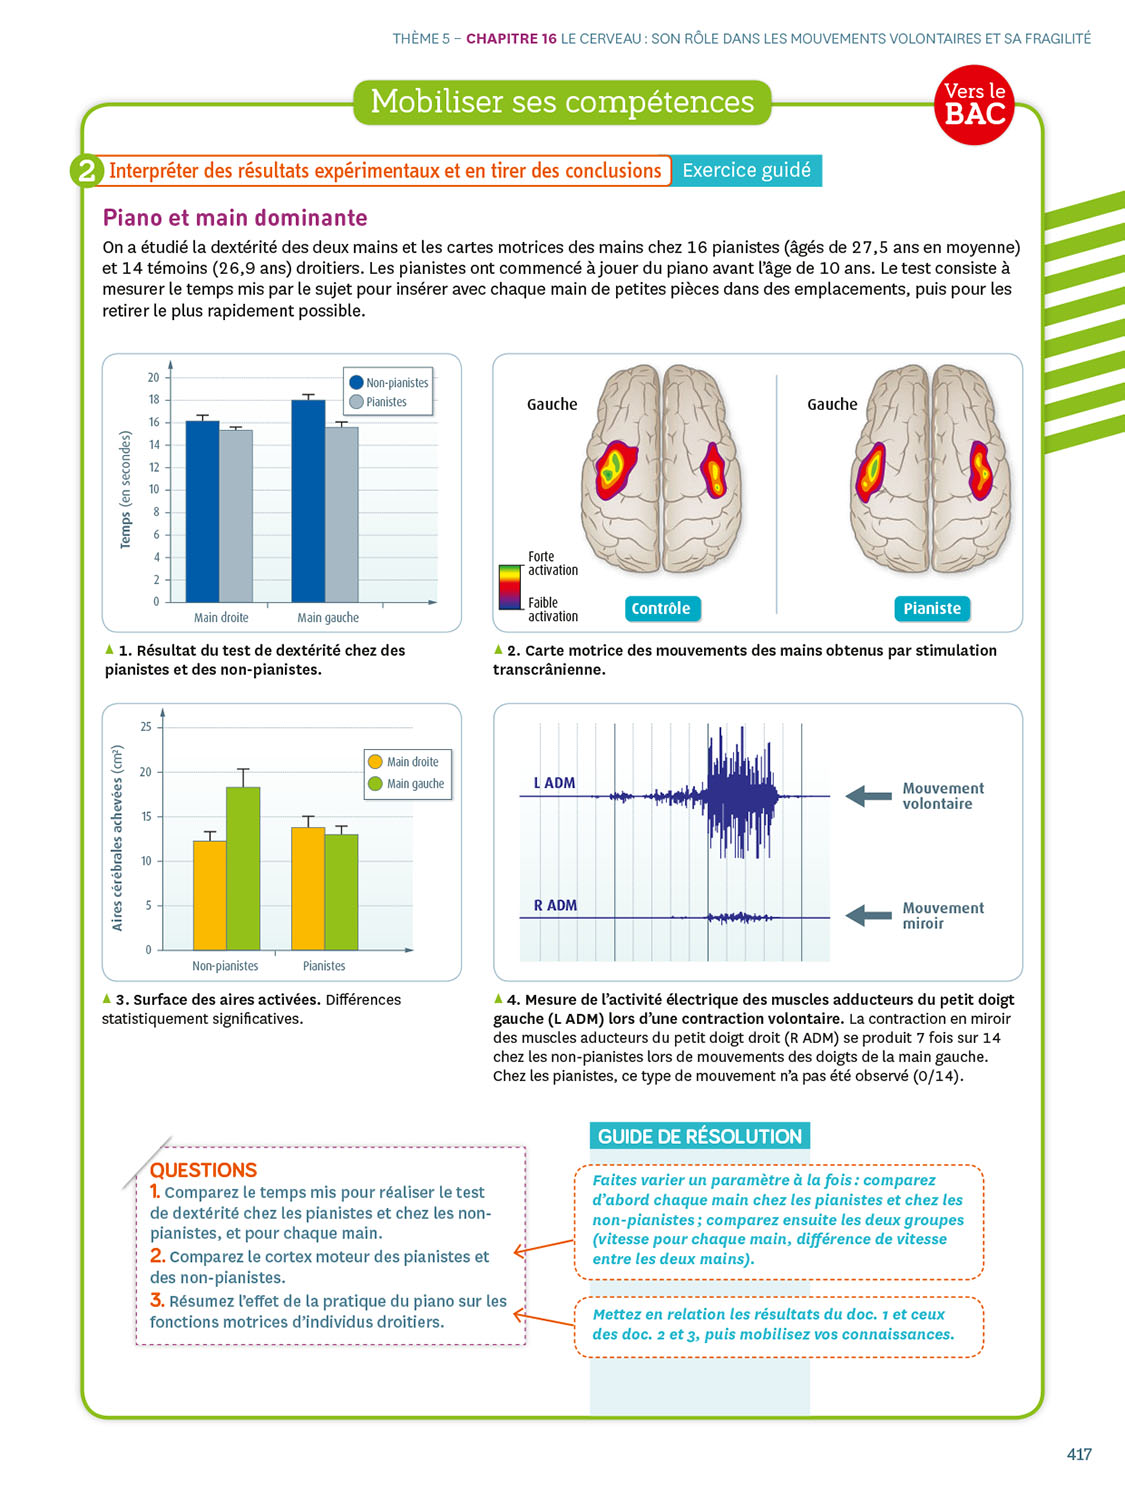 THÈME 5 – CHAPITRE 16 LE CERVEAU : SON RÔLE DANS LES MOUVEMENTS VOLONTAIRES ET SA FRAGILITÉ
Mobiliser ses compétences
Vers le
BAC
2 Interpréter des résultats expérimentaux et en tirer des conclusions Exercice guidé
Piano et main dominante
On a étudié la dextérité des deux mains et les cartes motrices des mains chez 16 pianistes (âgés de 27,5 ans en moyenne)
et 14 témoins (26,9 ans) droitiers. Les pianistes ont commencé à jouer du piano avant l'âge de 10 ans. Le test consiste à
mesurer le temps mis par le sujet pour insérer avec chaque main de petites pièces dans des emplacements, puis pour les
retirer le plus rapidement possible.
Temps (en secondes)
20
18
16
14
12
10
8
6
4
2
0
Non-pianistes
Pianistes
Main droite
Main gauche
1. Résultat du test de dextérité chez des
pianistes et des non-pianistes.
Gauche
Gauche
Forte
activation
Faible
activation
Contrôle
Pianiste
2. Carte motrice des mouvements des mains obtenus par stimulation
transcrânienne.
Aires cérébrales achevées (cm²)
25
20
15
10
5
0
Main droite
Main gauche
Non-pianistes
Pianistes
3. Surface des aires activées. Différences
statistiquement significatives.
L ADM
Mouvement
volontaire
R ADM
Mouvement
miroir
4. Mesure de l'activité électrique des muscles adducteurs du petit doigt
gauche (L ADM) lors d'une contraction volontaire. La contraction en miroir
des muscles aducteurs du petit doigt droit (R ADM) se produit 7 fois sur 14
chez les non-pianistes lors de mouvements des doigts de la main gauche.
Chez les pianistes, ce type de mouvement n'a pas été observé (0/14).
QUESTIONS
1. Comparez le temps mis pour réaliser le test
de dextérité chez les pianistes et chez les non-
pianistes, et pour chaque main.
2. Comparez le cortex moteur des pianistes et
des non-pianistes.
3. Résumez l'effet de la pratique du piano sur les
fonctions motrices d'individus droitiers.
GUIDE DE RÉSOLUTION
Faites varier un paramètre à la fois : comparez
d'abord chaque main chez les pianistes et chez les
non-pianistes ; comparez ensuite les deux groupes
(vitesse pour chaque main, différence de vitesse
entre les deux mains).
Mettez en relation les résultats du doc. 1 et ceux
des doc. 2 et 3, puis mobilisez vos connaissances.
417